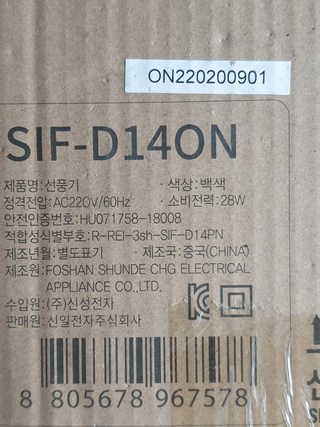 ON220200901
SIF-D14ON
제품명:선풍기 · 색상:백색
정격전압:AC220V/60Hz · 소비전력:28W
안전인증번호:HU071758-18008
적합성식별부호:R-REI-3sh-SIF-D14PN
제조년월:별도표기 · 제조국:중국(CHINA)
제조원:FOSHAN SHUNDE CHG ELECTRICAL
APPLIANCE CO.,LTD.
수입원:(주)신성전자
판매원:신일전자주식회사
8 805678 967578